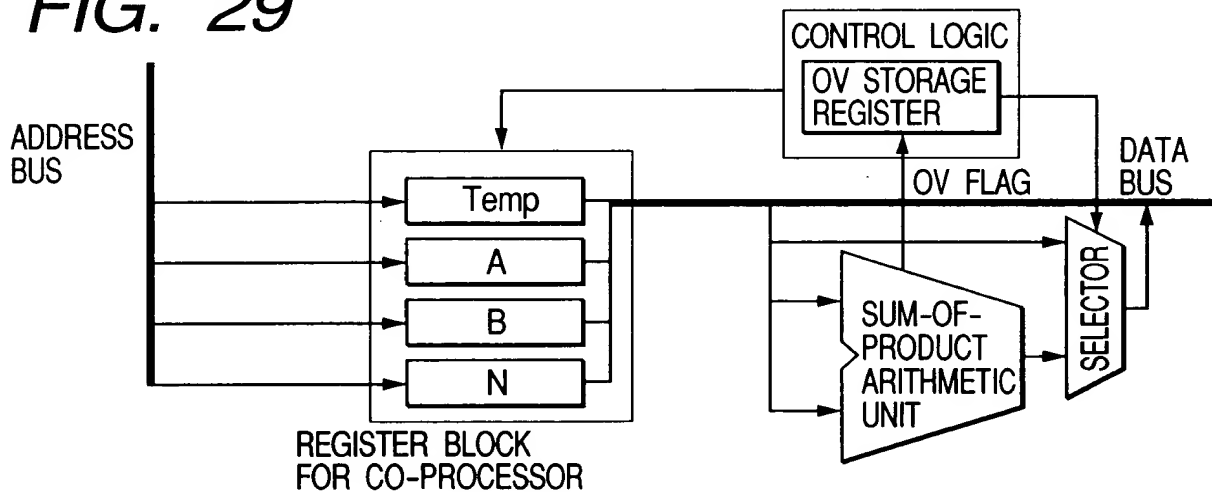 FIG. 29
CONTROL LOGIC
OV STORAGE
REGISTER
ADDRESS
BUS
DATA
BUS
OV FLAG
Temp
A
B
N
SUM-OF-
PRODUCT
ARITHMETIC
UNIT
SELECTOR
REGISTER BLOCK
FOR CO-PROCESSOR